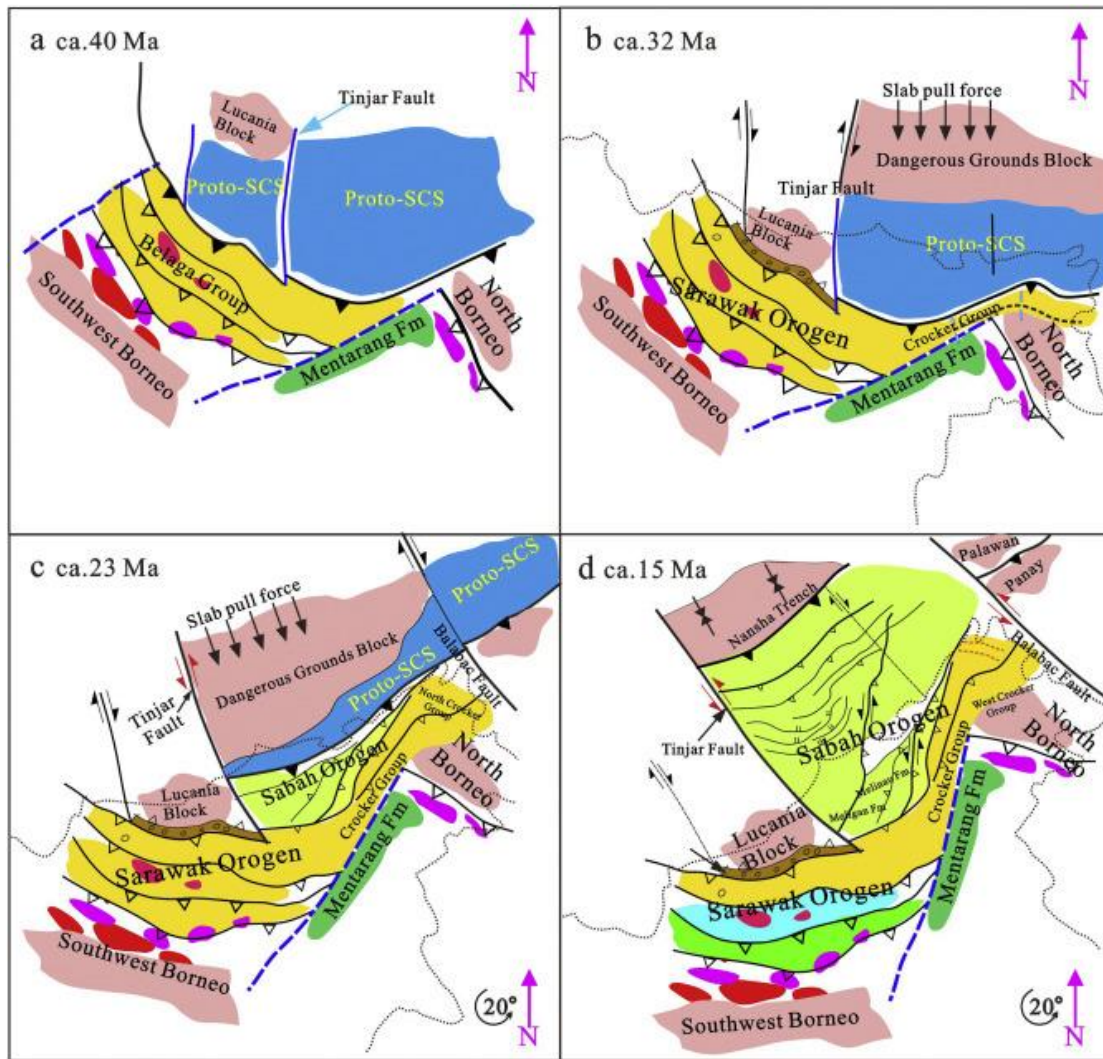 a ca.40 Ma
N
Lucania
Block
Tinjar Fault
Proto-SCS
Proto-SCS
Belaga Group
Southwest Borneo
Mentarang Fm
North
Borneo
b ca.32 Ma
N
Slab pull force
Dangerous Grounds Block
Tinjar Fault
Lucania
Block
Proto-SCS
Sarawak Orogen
Crocker Group
Southwest Borneo
Mentarang Fm
North
Borneo
c ca.23 Ma
Proto-SCS
Slab pull force
Dangerous Grounds Block
Balabac Fault
Proto-SCS
Tinjar
Fault
North Crocker
Group
Sabah Orogen
North
Borneo
Lucania
Block
Crocker Group
Sarawak Orogen
Mentarang Fm
Southwest Borneo
20°
N
d ca.15 Ma
Palawan
Panay
Nansha Trench
Balabac Fault
West Crocker
Group
Sabah Orogen
North
Borneo
Tinjar Fault
Melinau Fm
Meligan Fm
Crocker Group
Lucania
Block
Mentarang Fm
Sarawak Orogen
Southwest Borneo
20°
N